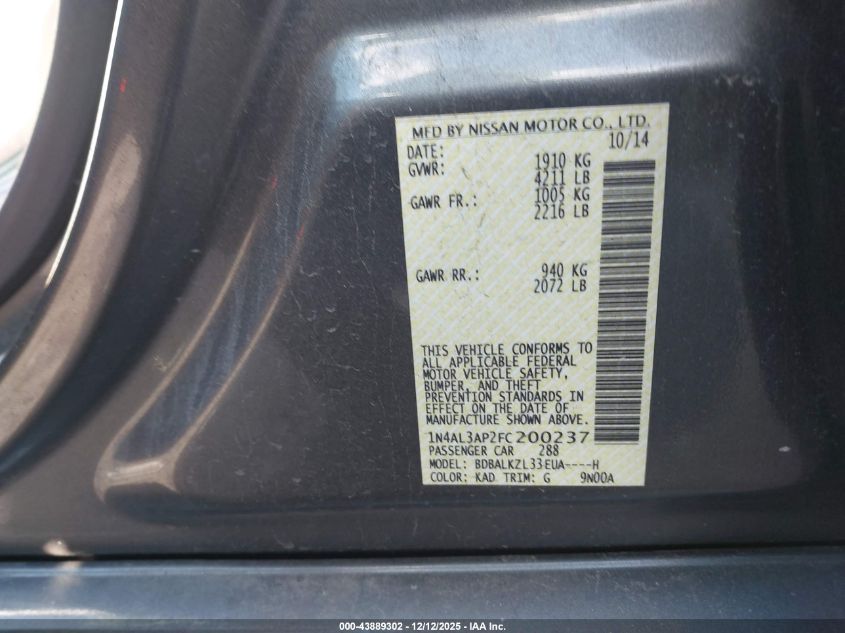 MFD BY NISSAN MOTOR CO., LTD.
DATE: 10/14
GVWR: 1910 KG
4211 LB
GAWR FR.: 1005 KG
2216 LB
GAWR RR.: 940 KG
2072 LB
THIS VEHICLE CONFORMS TO
ALL APPLICABLE FEDERAL
MOTOR VEHICLE SAFETY,
BUMPER, AND THEFT
PREVENTION STANDARDS IN
EFFECT ON THE DATE OF
MANUFACTURE SHOWN ABOVE.
1N4AL3AP2FC200237
PASSENGER CAR 288
MODEL: BDBALKZL33EUA----H
COLOR: KAD TRIM: G 9N00A
000-43889302 - 12/12/2025 - IAA Inc.